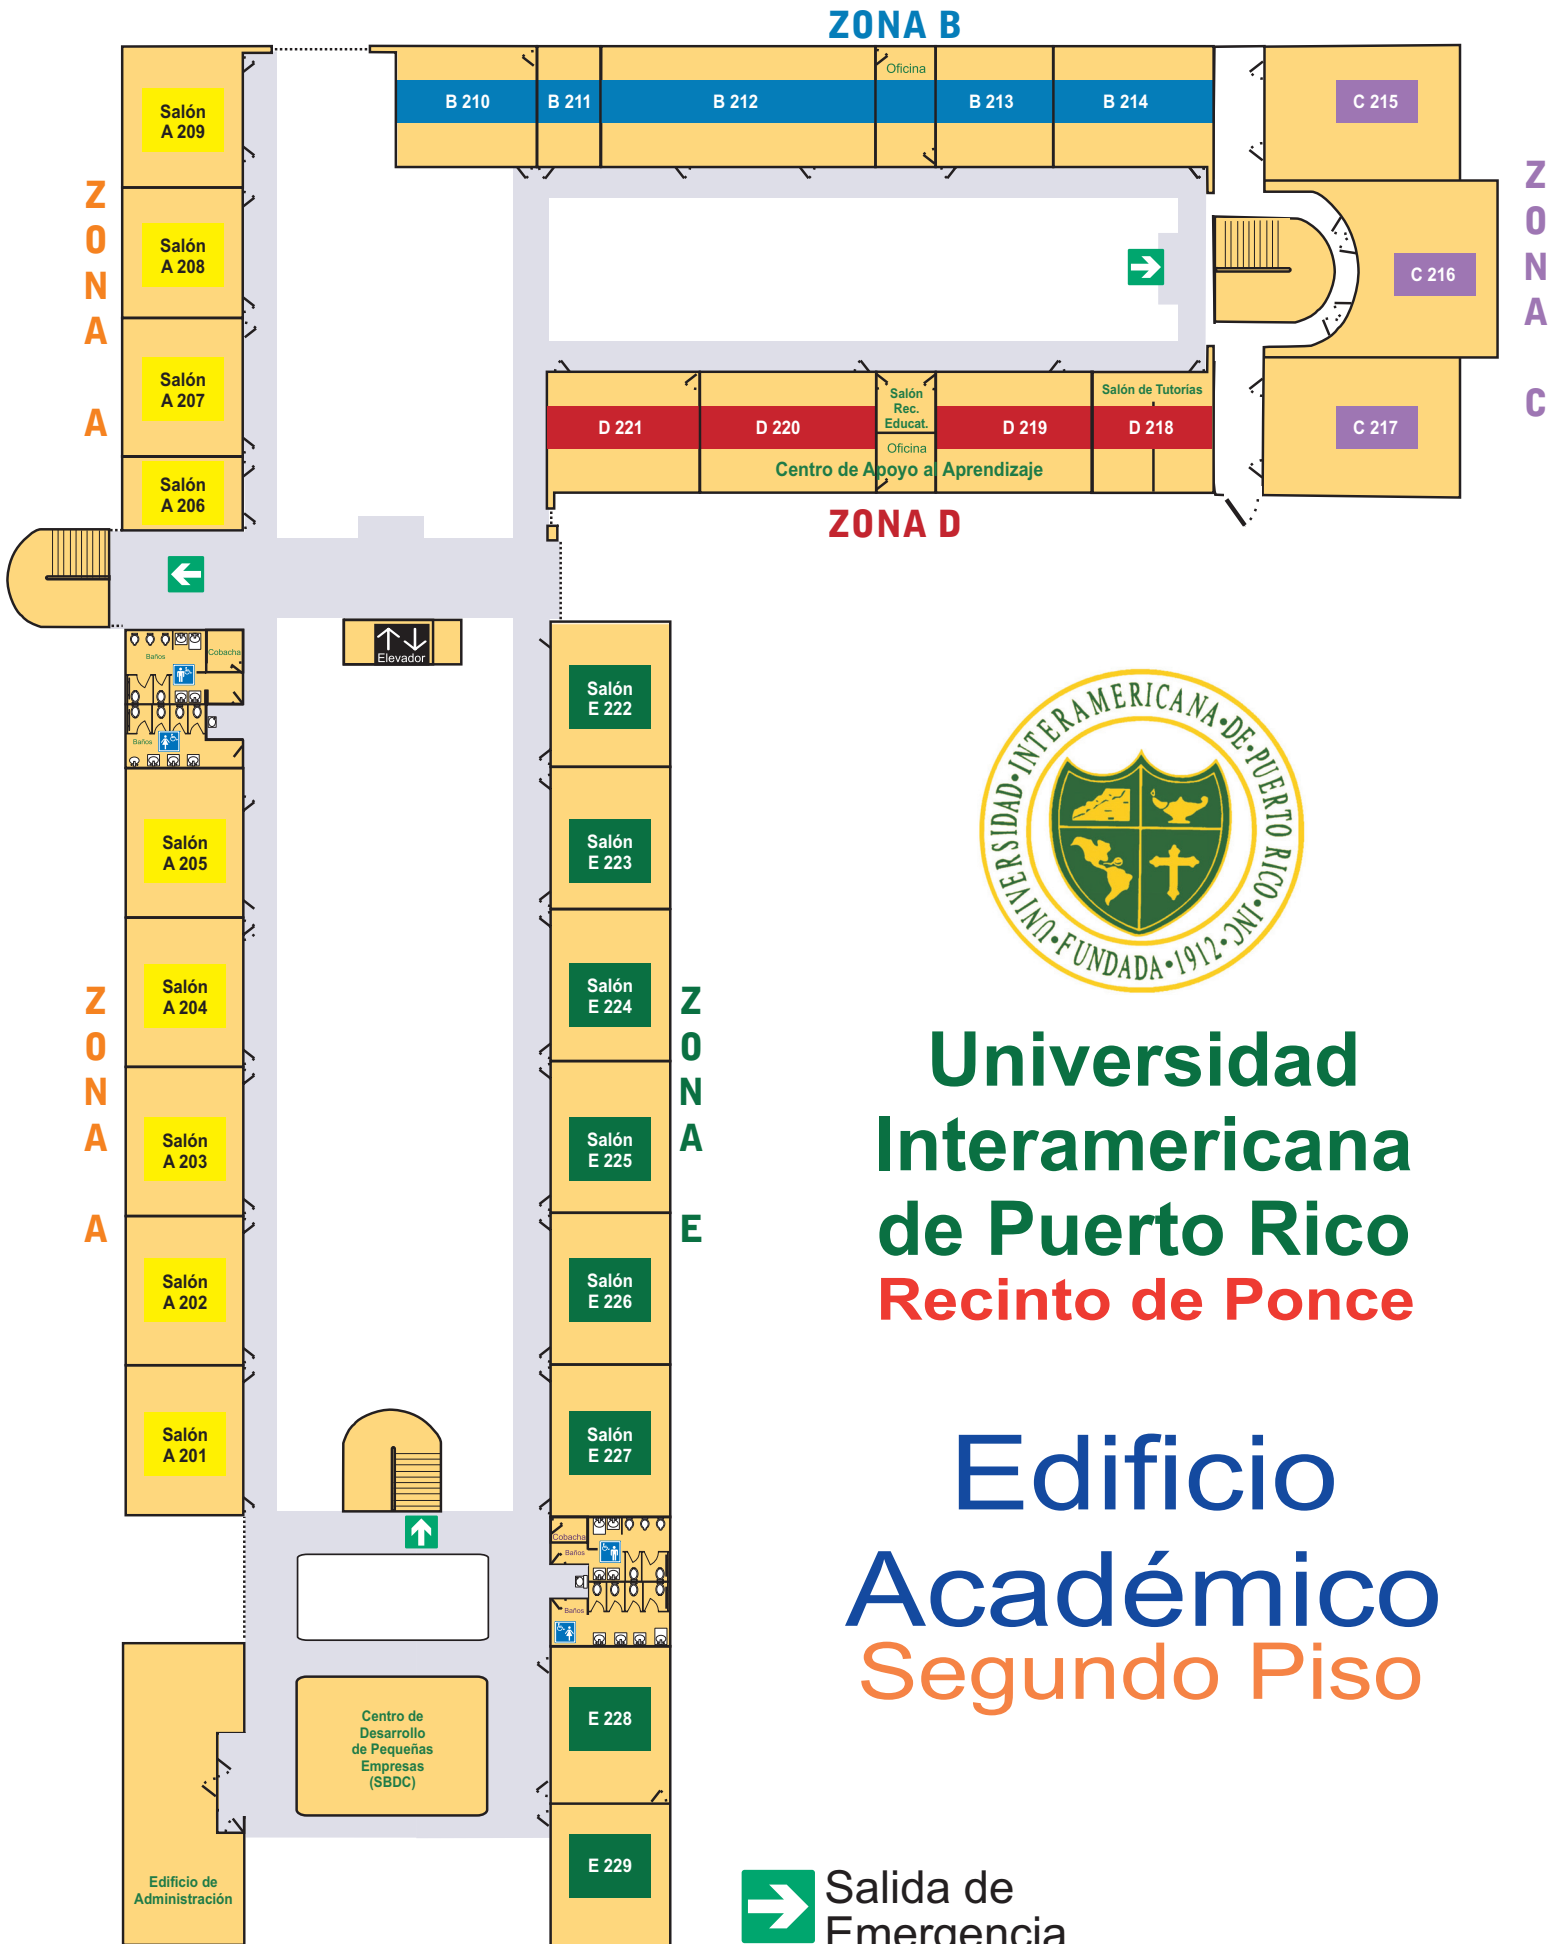 ZONA B
Oficina
B 210
B 211
B 212
B 213
B 214
C 215
C 216
C 217
ZONA C
Salón
A 209
Salón
A 208
Salón
A 207
Salón
A 206
ZONA A
Salón de Tutorías
Salón
Rec.
Educat.
D 221
D 220
D 219
D 218
Oficina
Centro de Apoyo al Aprendizaje
ZONA D
Elevador
Baños
Cobacha
Baños
Salón
A 205
Salón
A 204
Salón
A 203
Salón
A 202
Salón
A 201
ZONA A
Salón
E 222
Salón
E 223
Salón
E 224
Salón
E 225
Salón
E 226
Salón
E 227
ZONA E
Cobacha
Baños
Baños
E 228
E 229
Centro de
Desarrollo
de Pequeñas
Empresas
(SBDC)
Edificio de
Administración
UNIVERSIDAD•INTERAMERICANA•DE•PUERTO RICO•INC•
•FUNDADA•1912•
Universidad
Interamericana
de Puerto Rico
Recinto de Ponce
Edificio
Académico
Segundo Piso
Salida de
Emergencia